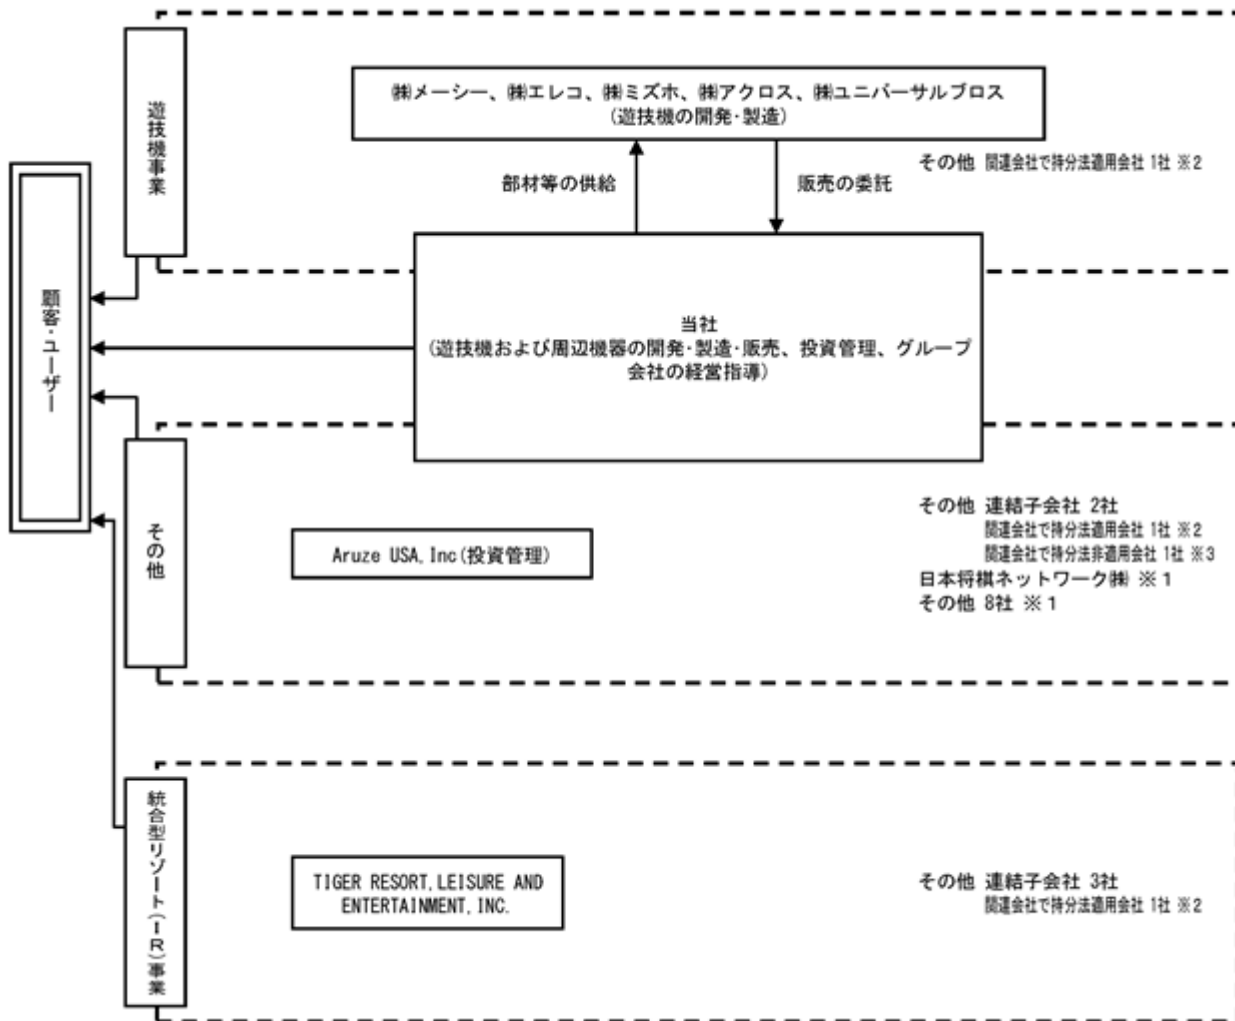 遊技機事業
㈱メーシー、㈱エレコ、㈱ミズホ、㈱アクロス、㈱ユニバーサルブロス
(遊技機の開発・製造)
その他 関連会社で持分法適用会社 1社 ※2
部材等の供給
販売の委託
顧客・ユーザー
当社
(遊技機および周辺機器の開発・製造・販売、投資管理、グループ
会社の経営指導)
その他
Aruze USA, Inc(投資管理)
その他 連結子会社 2社
関連会社で持分法適用会社 1社 ※2
関連会社で持分法非適用会社 1社 ※3
日本将棋ネットワーク㈱ ※1
その他 8社 ※1
統合型リゾート(IR)事業
TIGER RESORT, LEISURE AND
ENTERTAINMENT, INC.
その他 連結子会社 3社
関連会社で持分法適用会社 1社 ※2